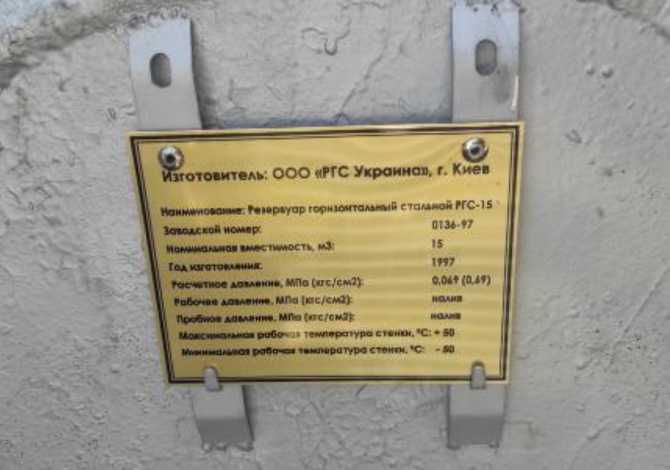 Изготовитель: ООО «РГС Украина», г. Киев
Наименование: Резервуар горизонтальный стальной РГС-15
Заводской номер: 0136-97
Номинальная вместимость, м3: 15
Год изготовления: 1997
Расчетное давление, МПа (кгс/см2): 0,069 (0,69)
Рабочее давление, МПа (кгс/см2): налив
Пробное давление, МПа (кгс/см2): налив
Максимальная рабочая температура стенки, °С: + 50
Минимальная рабочая температура стенки, °С: - 50